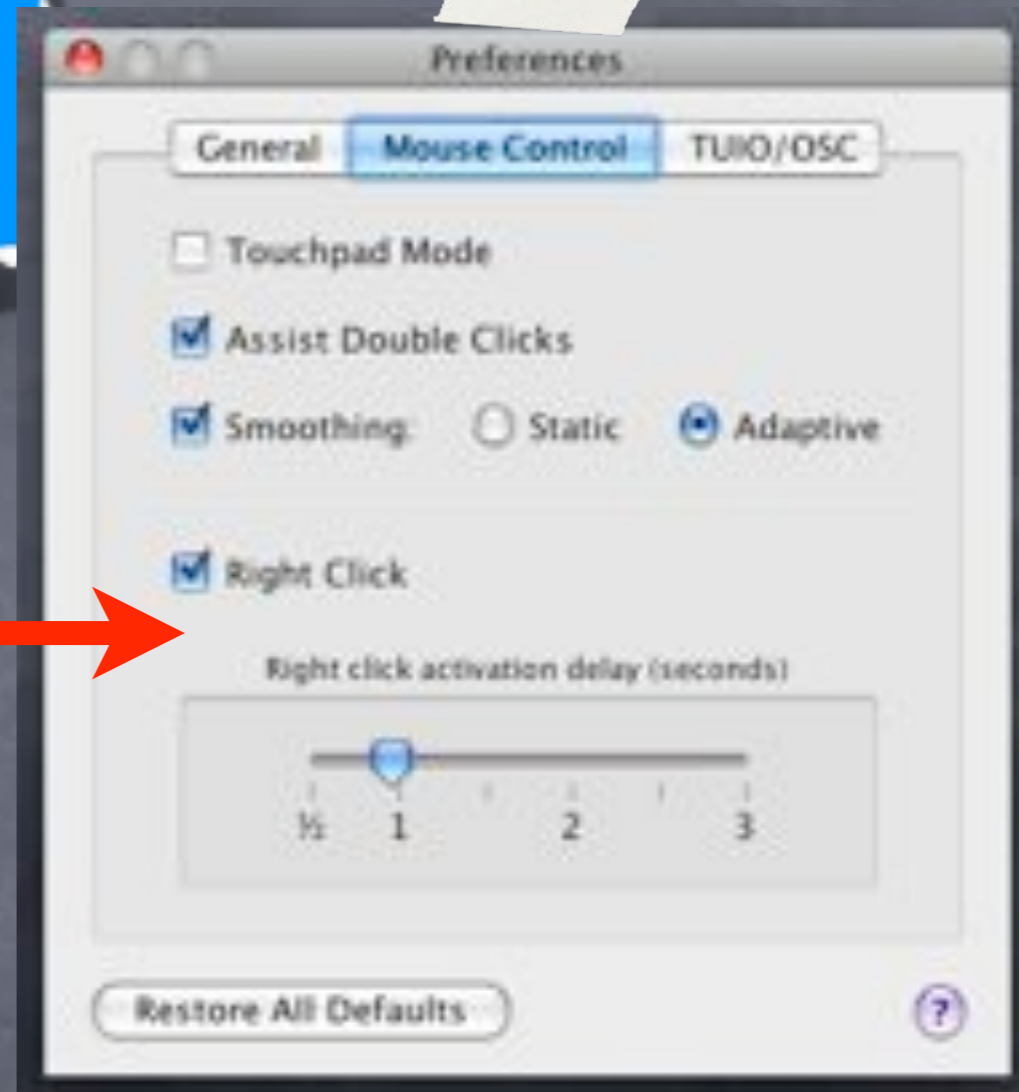 Preferences
General Mouse Control TUIO/OSC
Touchpad Mode
Assist Double Clicks
Smoothing: Static Adaptive
Right Click
Right click activation delay (seconds)
½ 1 2 3
Restore All Defaults ?